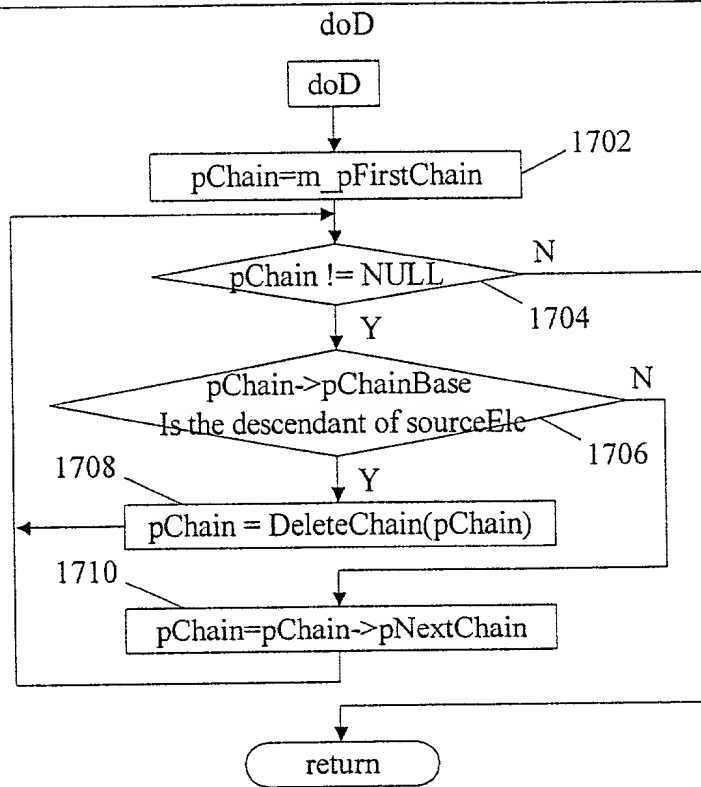 doD
doD
1702
pChain=m_pFirstChain
N
pChain != NULL
1704
Y
pChain->pChainBase
N
Is the descendant of sourceEle
1706
1708
Y
pChain = DeleteChain(pChain)
1710
pChain=pChain->pNextChain
return